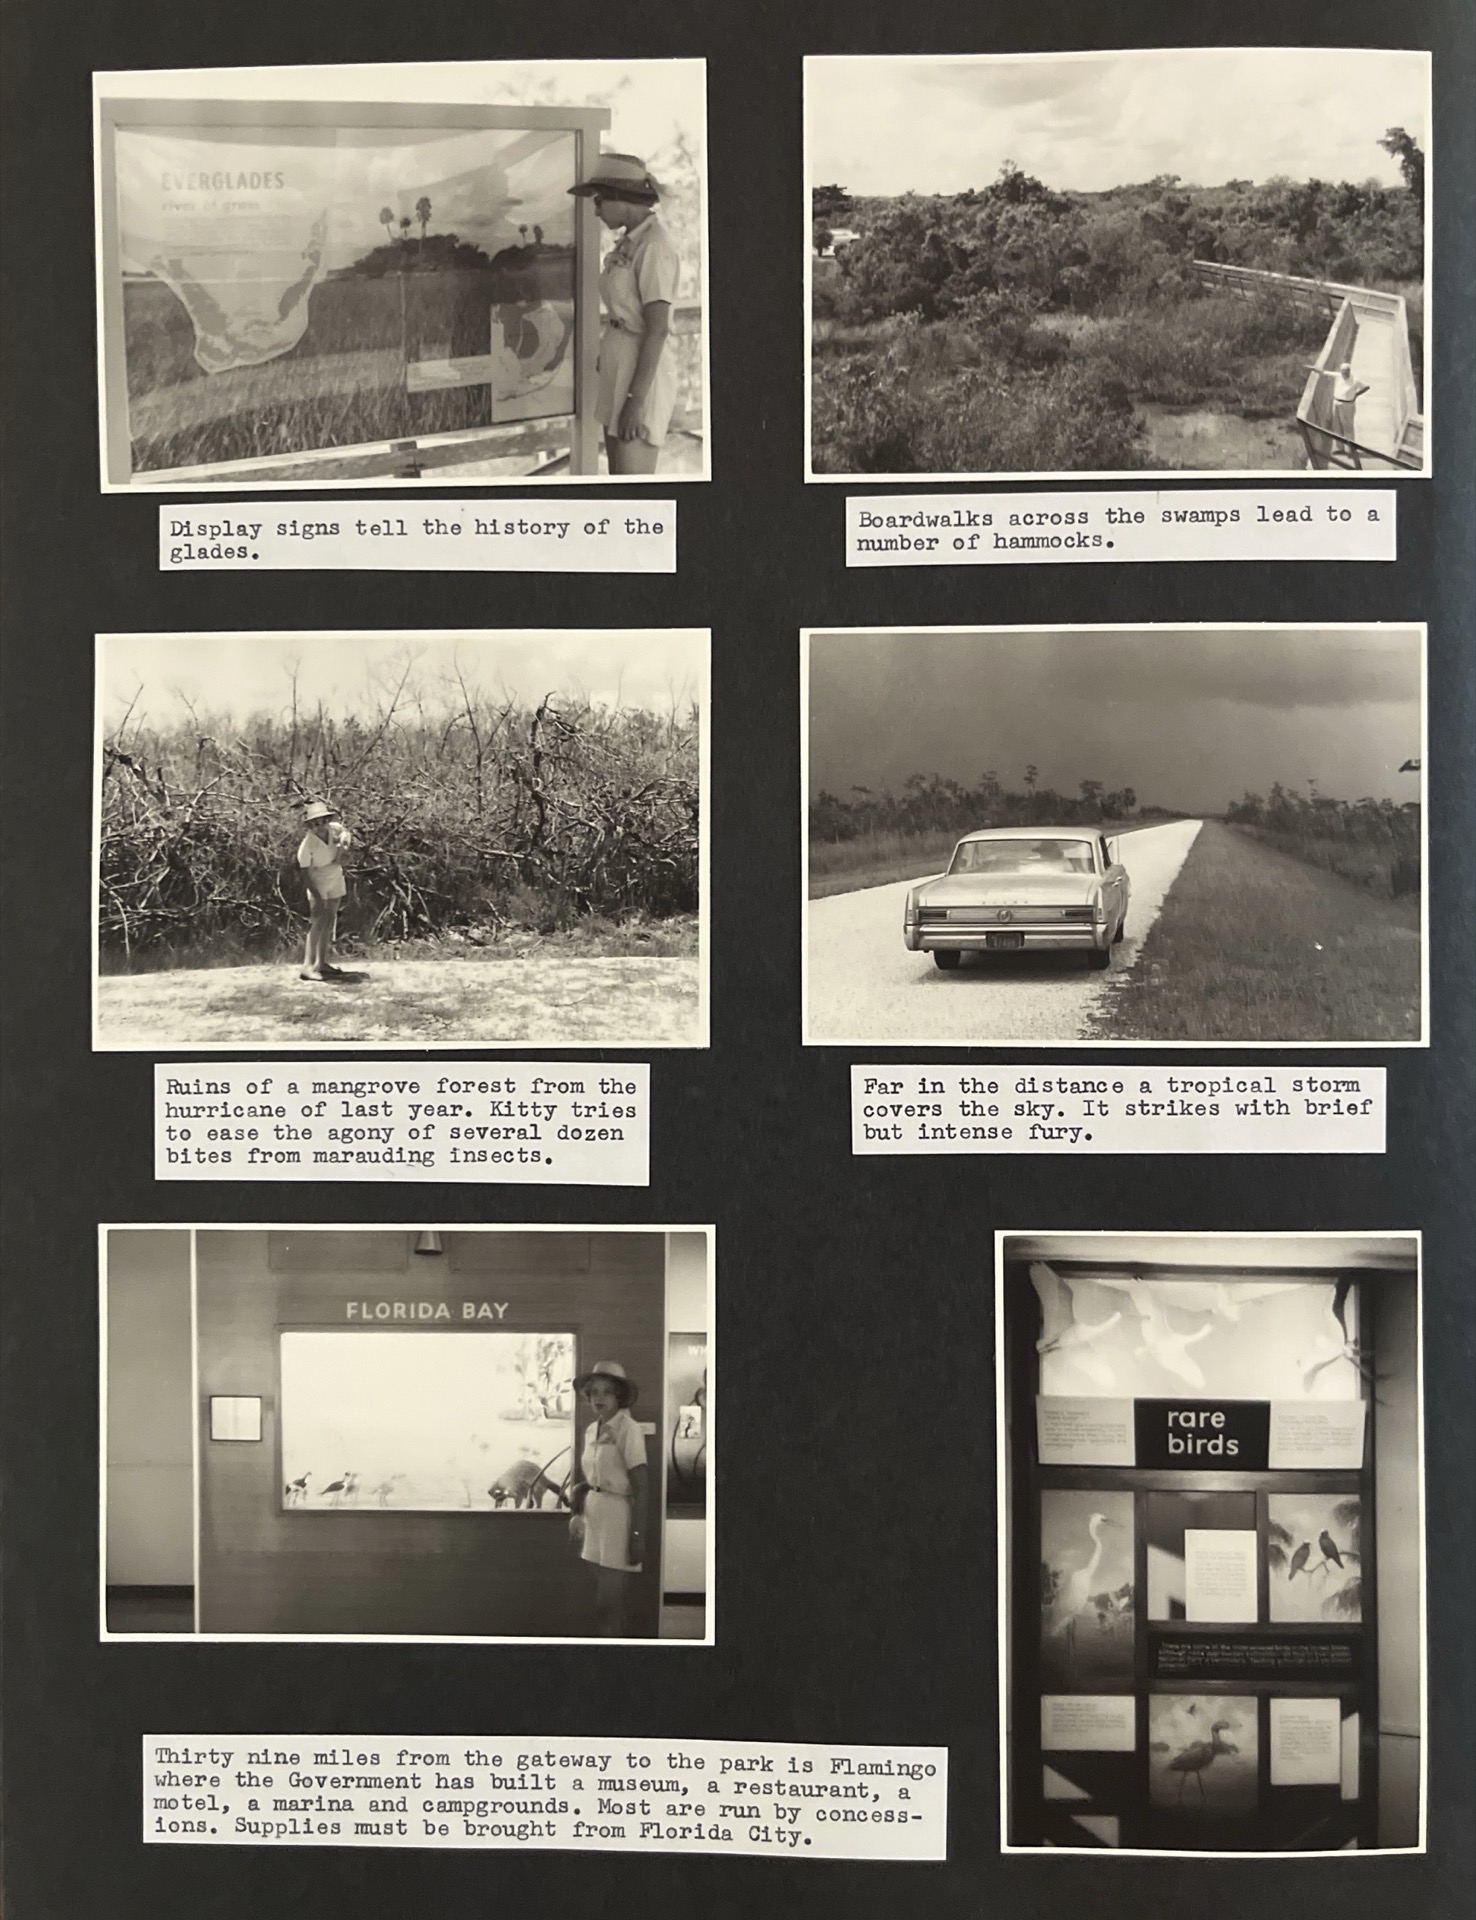 EVERGLADES
river of grass
Display signs tell the history of the
glades.
Boardwalks across the swamps lead to a
number of hammocks.
Ruins of a mangrove forest from the
hurricane of last year. Kitty tries
to ease the agony of several dozen
bites from marauding insects.
BUICK
Far in the distance a tropical storm
covers the sky. It strikes with brief
but intense fury.
FLORIDA BAY
WH
rare
birds
Thirty nine miles from the gateway to the park is Flamingo
where the Government has built a museum, a restaurant, a
motel, a marina and campgrounds. Most are run by concess-
ions. Supplies must be brought from Florida City.